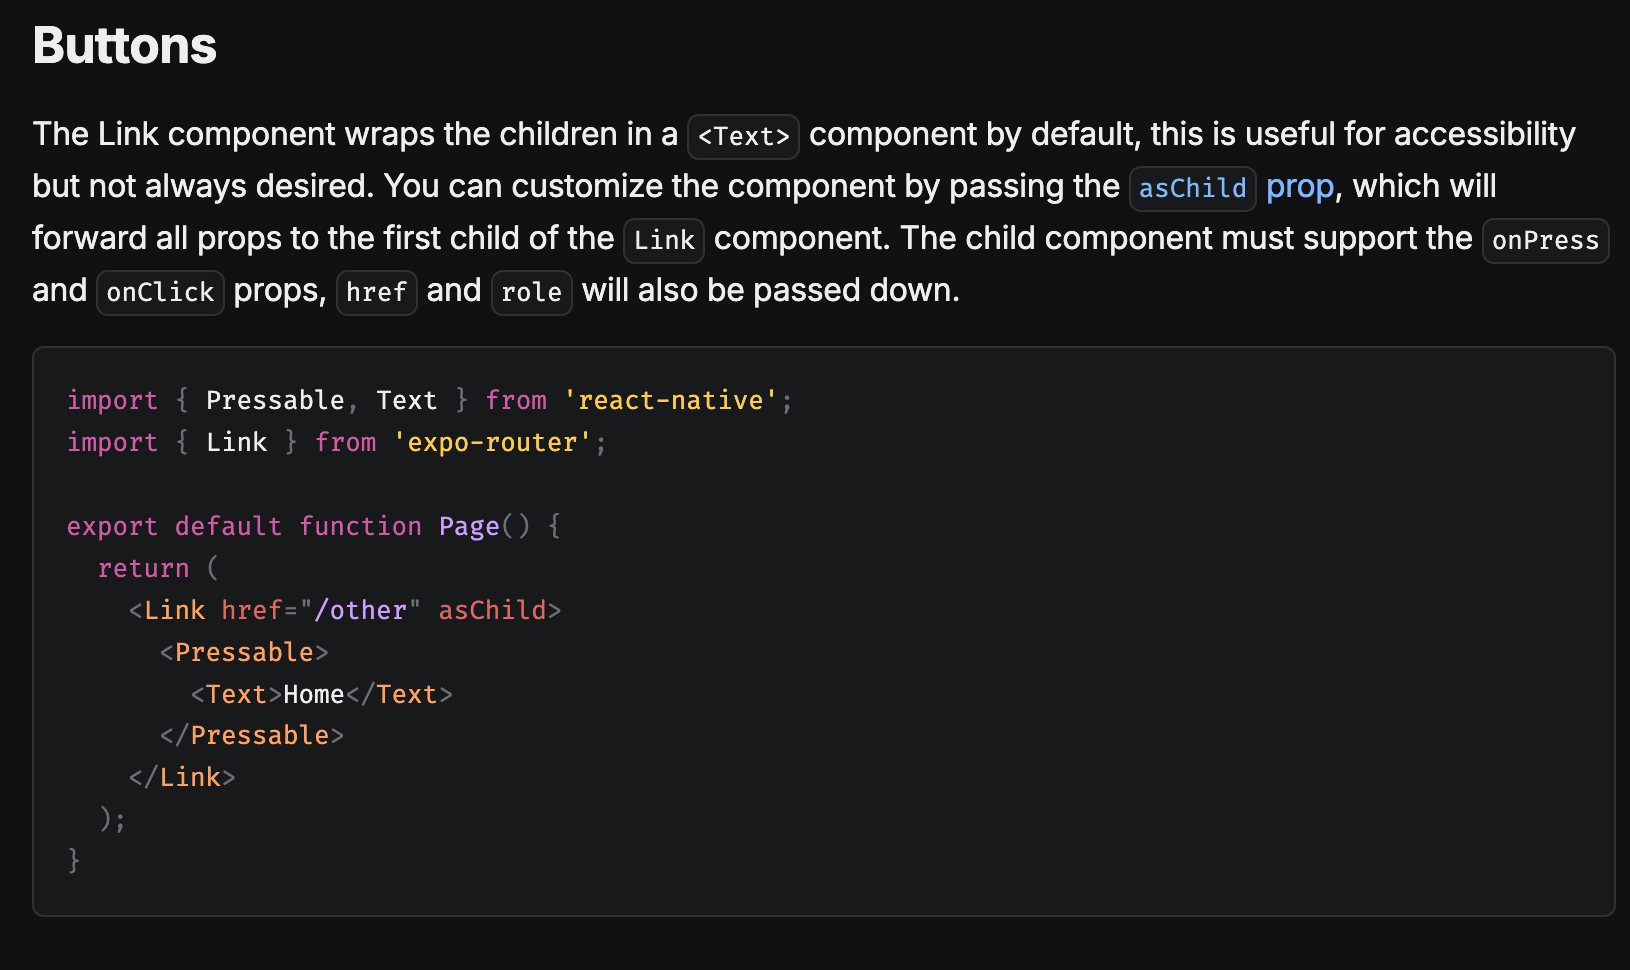 Buttons
The Link component wraps the children in a <Text> component by default, this is useful for accessibility
but not always desired. You can customize the component by passing the asChild prop, which will
forward all props to the first child of the Link component. The child component must support the onPress
and onClick props, href and role will also be passed down.
import { Pressable, Text } from 'react-native';
import { Link } from 'expo-router';

export default function Page() {
  return (
    <Link href="/other" asChild>
      <Pressable>
        <Text>Home</Text>
      </Pressable>
    </Link>
  );
}